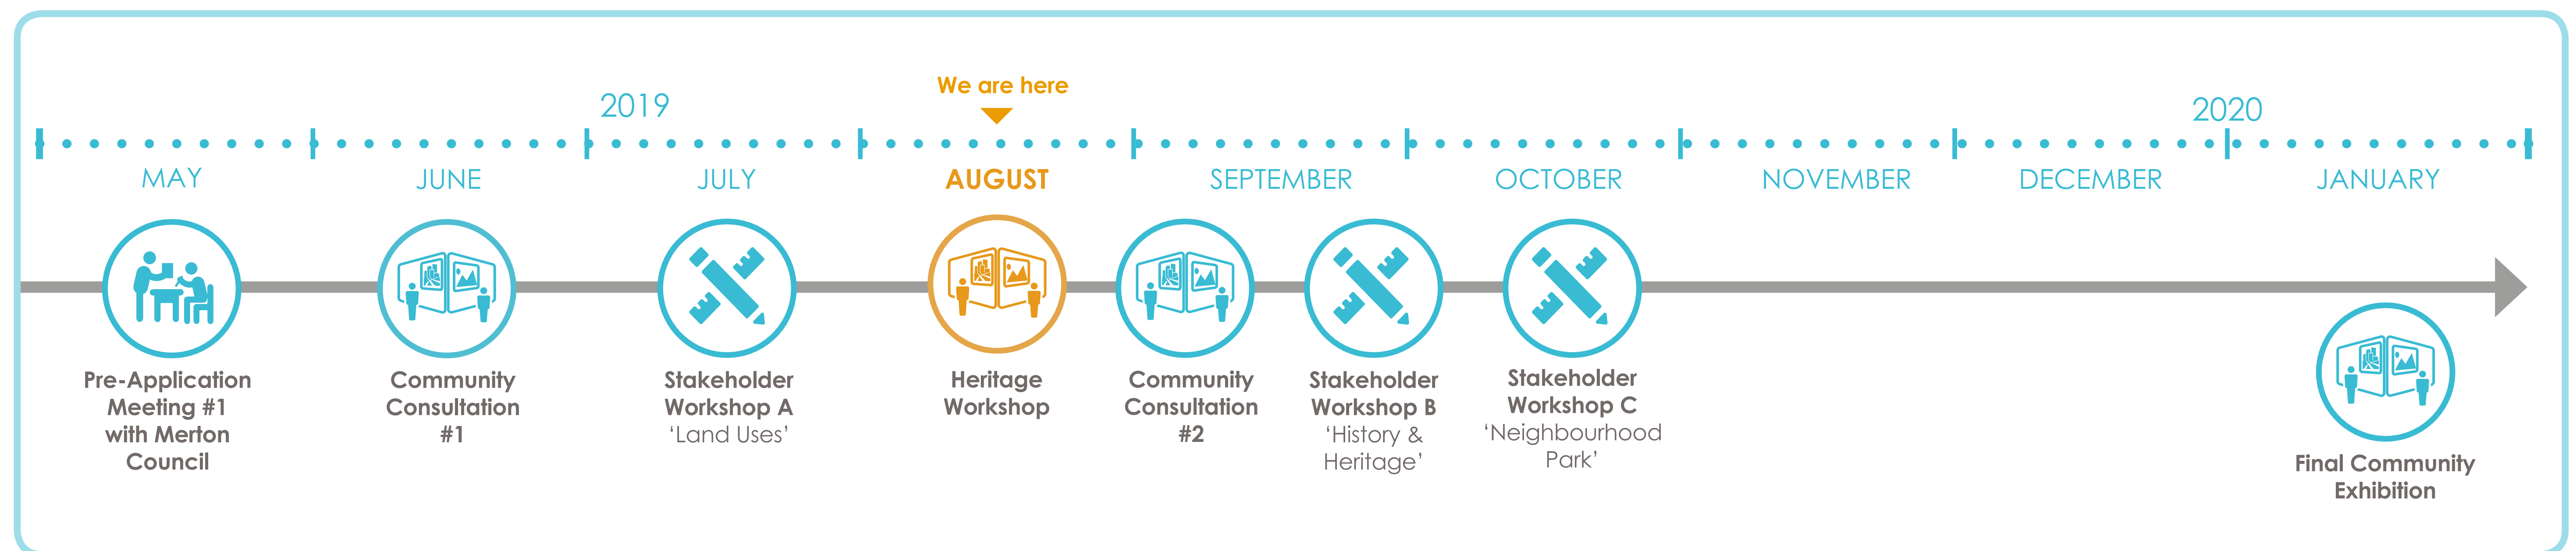 We are here
2019
2020
MAY
JUNE
JULY
AUGUST
SEPTEMBER
OCTOBER
NOVEMBER
DECEMBER
JANUARY
Pre-Application
Meeting #1
with Merton
Council
Community
Consultation
#1
Stakeholder
Workshop A
‘Land Uses’
Heritage
Workshop
Community
Consultation
#2
Stakeholder
Workshop B
‘History &
Heritage’
Stakeholder
Workshop C
‘Neighbourhood
Park’
Final Community
Exhibition